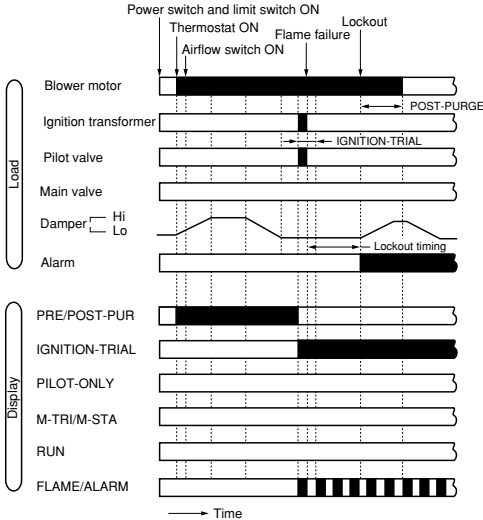 Power switch and limit switch ON
Thermostat ON
Airflow switch ON
Flame failure
Lockout
Blower motor
POST-PURGE
Ignition transformer
IGNITION-TRIAL
Pilot valve
Main valve
Damper Hi
Lo
Lockout timing
Alarm
Load
PRE/POST-PUR
IGNITION-TRIAL
PILOT-ONLY
M-TRI/M-STA
RUN
FLAME/ALARM
Display
Time